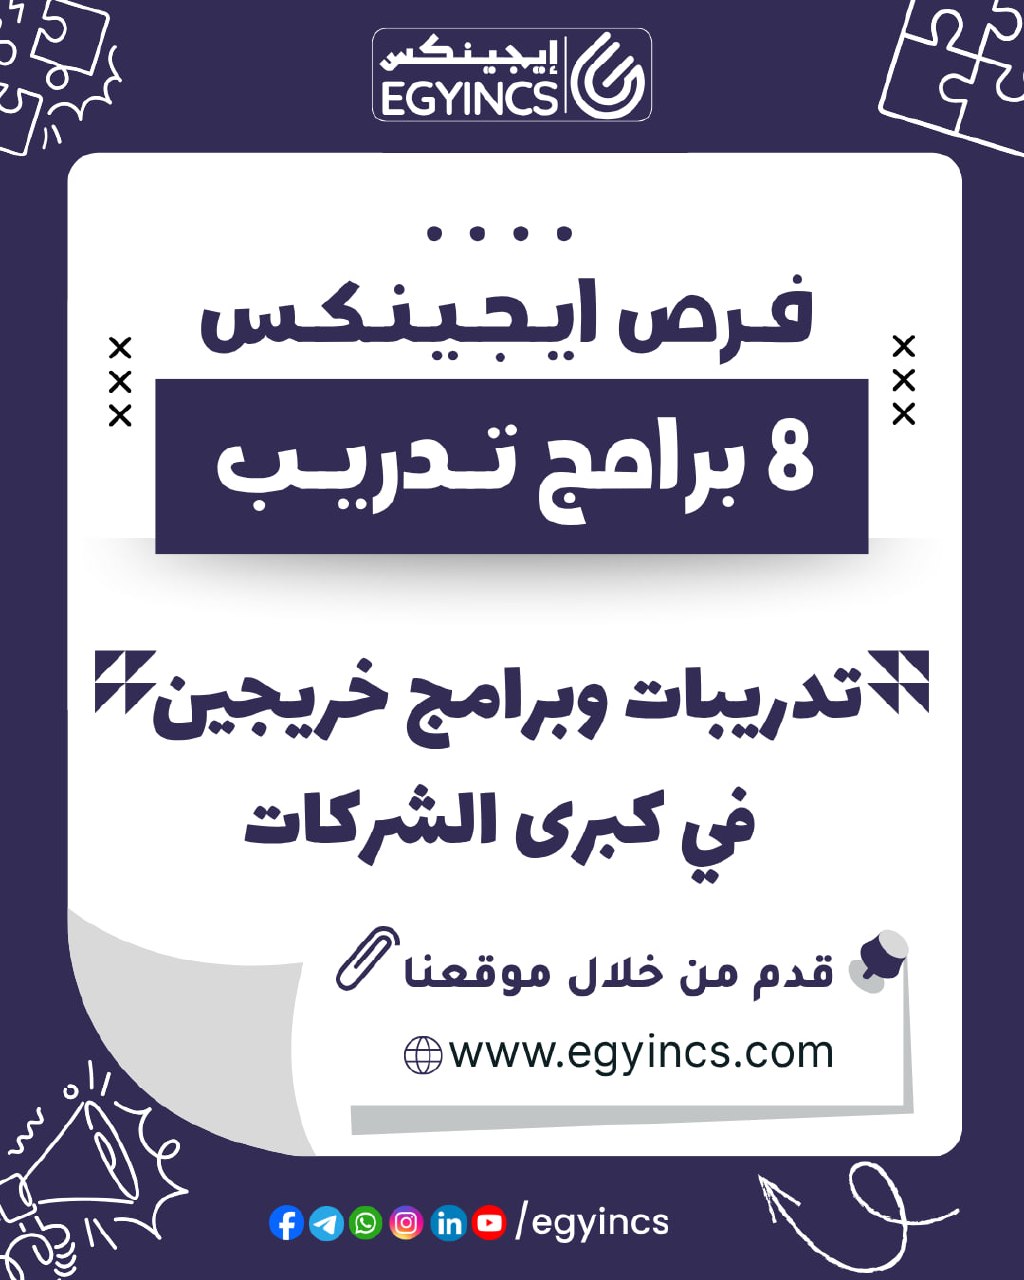 إيجينكس
EGYINCS
فرص ايجينكس
8 برامج تدريب
تدريبات وبرامج خريجين
في كبرى الشركات
قدم من خلال موقعنا
www.egyincs.com
/egyincs